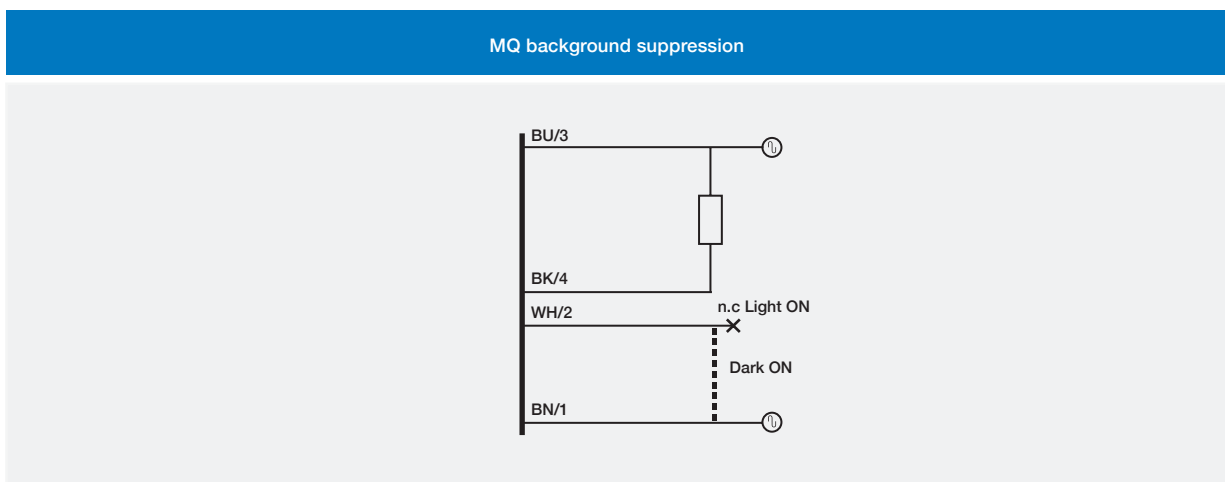 MQ background suppression
BU/3
BK/4
WH/2
n.c Light ON
Dark ON
BN/1